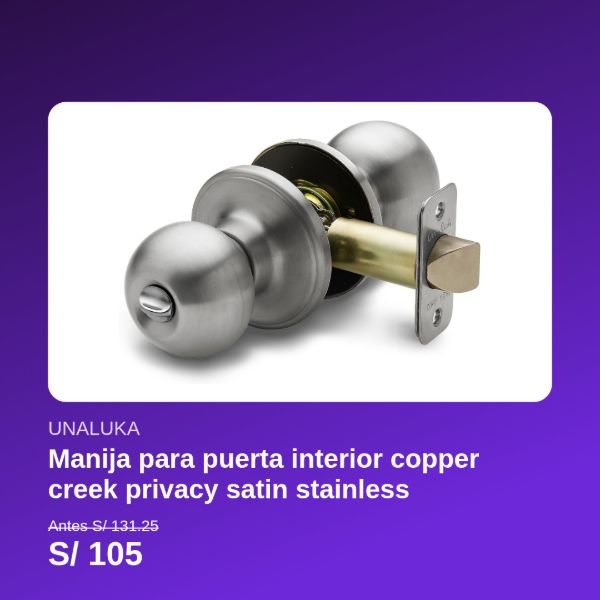 UNALUKA
Manija para puerta interior copper
creek privacy satin stainless
Antes S/ 131.25
S/ 105